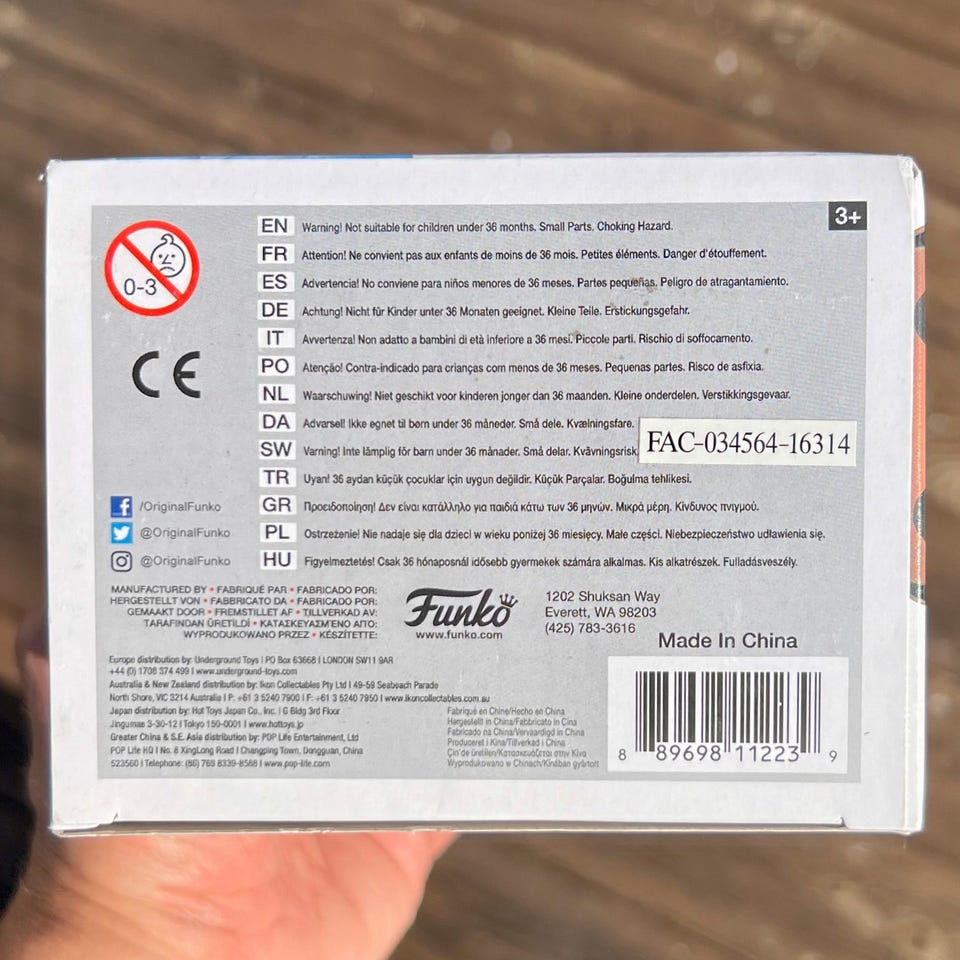 3+
0-3
CE
EN Warning! Not suitable for children under 36 months. Small Parts. Choking Hazard.
FR Attention! Ne convient pas aux enfants de moins de 36 mois. Petites éléments. Danger d'étouffement.
ES Advertencia! No conviene para niños menores de 36 meses. Partes pequeñas. Peligro de atragantamiento.
DE Achtung! Nicht für Kinder unter 36 Monaten geeignet. Kleine Teile. Erstickungsgefahr.
IT Avvertenza! Non adatto a bambini di età inferiore a 36 mesi. Piccole parti. Rischio di soffocamento.
PO Atenção! Contra-indicado para crianças com menos de 36 meses. Pequenas partes. Risco de asfixia.
NL Waarschuwing! Niet geschikt voor kinderen jonger dan 36 maanden. Kleine onderdelen. Verstikkingsgevaar.
DA Advarsel! Ikke egnet til børn under 36 måneder. Små dele. Kvælningsfare.
SW Varning! Inte lämplig för barn under 36 månader. Små delar. Kvävningsrisk
FAC-034564-16314
TR Uyarı! 36 aydan küçük çocuklar için uygun değildir. Küçük Parçalar. Boğulma tehlikesi.
GR Προειδοποίηση! Δεν είναι κατάλληλο για παιδιά κάτω των 36 μηνών. Μικρά μέρη. Κίνδυνος πνιγμού.
PL Ostrzeżenie! Nie nadaje się dla dzieci w wieku poniżej 36 miesięcy. Małe części. Niebezpieczeństwo udławienia się.
HU Figyelmeztetés! Csak 36 hónaposnál idősebb gyermekek számára alkalmas. Kis alkatrészek. Fulladásveszély.
/OriginalFunko
@OriginalFunko
@OriginalFunko
MANUFACTURED BY • FABRIQUÉ PAR • FABRICADO POR:
HERGESTELLT VON • FABBRICATO DA • FABRICADO POR:
GEMAAKT DOOR • FREMSTILLET AF • TILLVERKAD AV:
TARAFINDAN ÜRETİLDİ • ΚΑΤΑΣΚΕΥΑΣΜΈΝΟ ΑΠΌ:
WYPRODUKOWANO PRZEZ • KÉSZÍTETTE:
Funko
www.funko.com
1202 Shuksan Way
Everett, WA 98203
(425) 783-3616
Made In China
Europe distribution by: Underground Toys | PO Box 63668 | LONDON SW11 9AR
+44 (0) 1708 374 499 | www.underground-toys.com
Australia & New Zealand distribution by: Ikon Collectables Pty Ltd | 49-59 Seabeach Parade
North Shore, VIC 3214 Australia | P: +61 3 5240 7900 | F: +61 3 5240 7950 | www.ikoncollectables.com.au
Japan distribution by: Hot Toys Japan Co., Inc. | G Bldg 3rd Floor
Jingumae 3-30-12 | Tokyo 150-0001 | www.hottoys.jp
Greater China & S.E. Asia distribution by: POP Life Entertainment, Ltd
POP Life HQ | No. 8 XingLong Road | Changping Town, Dongguan, China
523560 | Telephone: (86) 769 8339-8588 | www.pop-life.com
Fabriqué en Chine/Hecho en China
Hergestellt in China/Fabbricato in Cina
Fabricado na China/Vervaardigd in China
Produceret i Kina/Tillverkad i China
Çin'de üretilen/Κατασκευάζεται στην Κίνα
Wyprodukowano w Chinach/Kínában gyártott
8 89698 11223 9